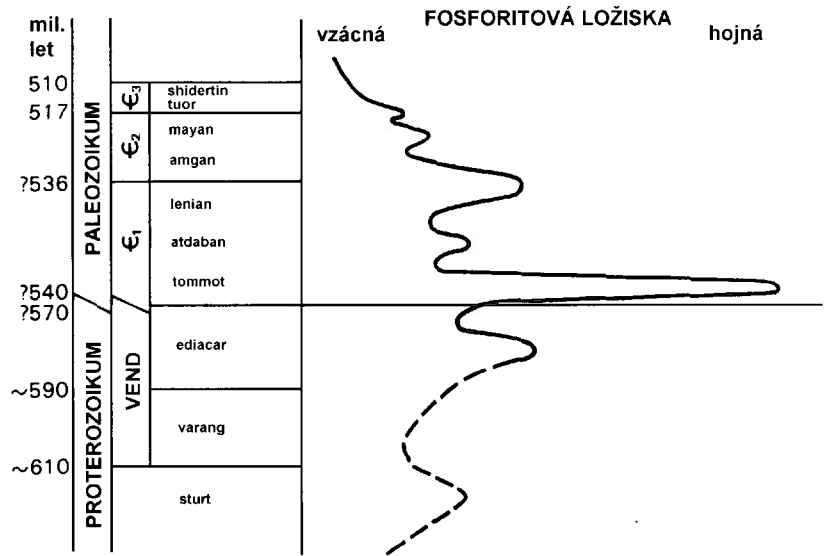 FOSFORITOVÁ LOŽISKA
mil.
let
vzácná
hojná
510
517
?536
?540
?570
~590
~610
PALEOZOIKUM
PROTEROZOIKUM
Є3
Є2
Є1
VEND
shidertin
tuor
mayan
amgan
lenian
atdaban
tommot
ediacar
varang
sturt